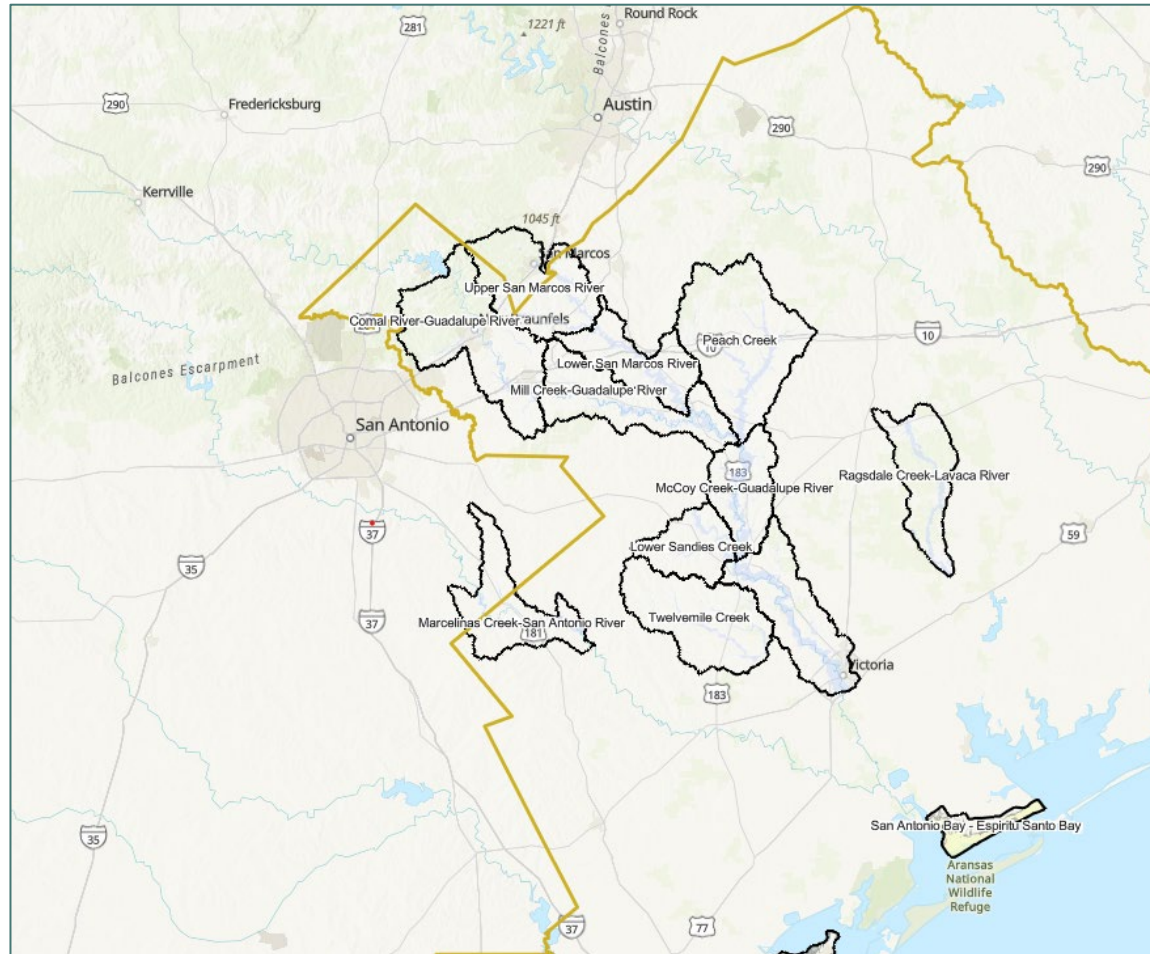 Round Rock
1221 ft
281
Balcones
290
Fredericksburg
Austin
290
290
Kerrville
1045 ft
San Marcos
Upper San Marcos River
Comal River-Guadalupe River
Braunfels
10
Peach Creek
10
Lower San Marcos River
Balcones Escarpment
Mill Creek-Guadalupe River
San Antonio
183
Ragsdale Creek-Lavaca River
McCoy Creek-Guadalupe River
37
59
Lower Sandies Creek
35
37
Marcelinas Creek-San Antonio River
181
Twelvemile Creek
Victoria
183
35
San Antonio Bay - Espiritu Santo Bay
Aransas
National
Wildlife
Refuge
37
77